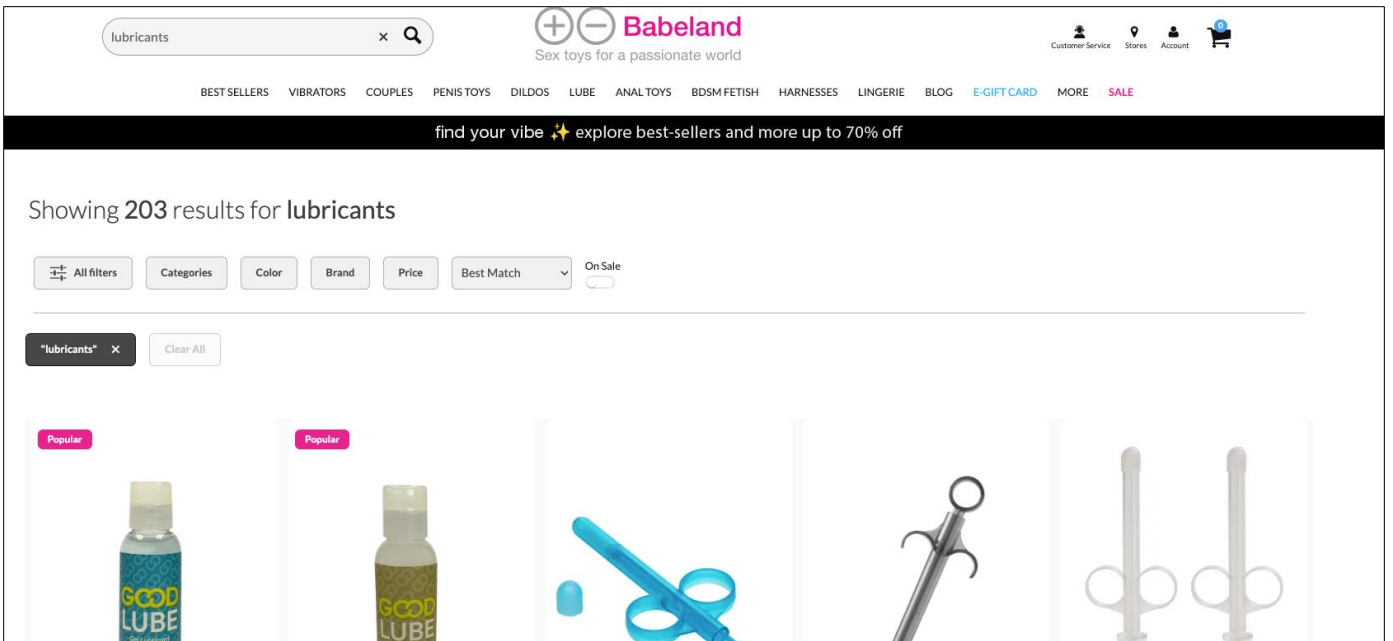 lubricants
Babeland
Sex toys for a passionate world
Customer Service
Stores
Account
0
BEST SELLERS VIBRATORS COUPLES PENIS TOYS DILDOS LUBE ANAL TOYS BDSM FETISH HARNESSES LINGERIE BLOG E-GIFT CARD MORE SALE
find your vibe ✨ explore best-sellers and more up to 70% off
Showing 203 results for lubricants
All filters Categories Color Brand Price Best Match On Sale
"lubricants" × Clear All
Popular Popular
GOOD
LUBE
GOOD
LUBE